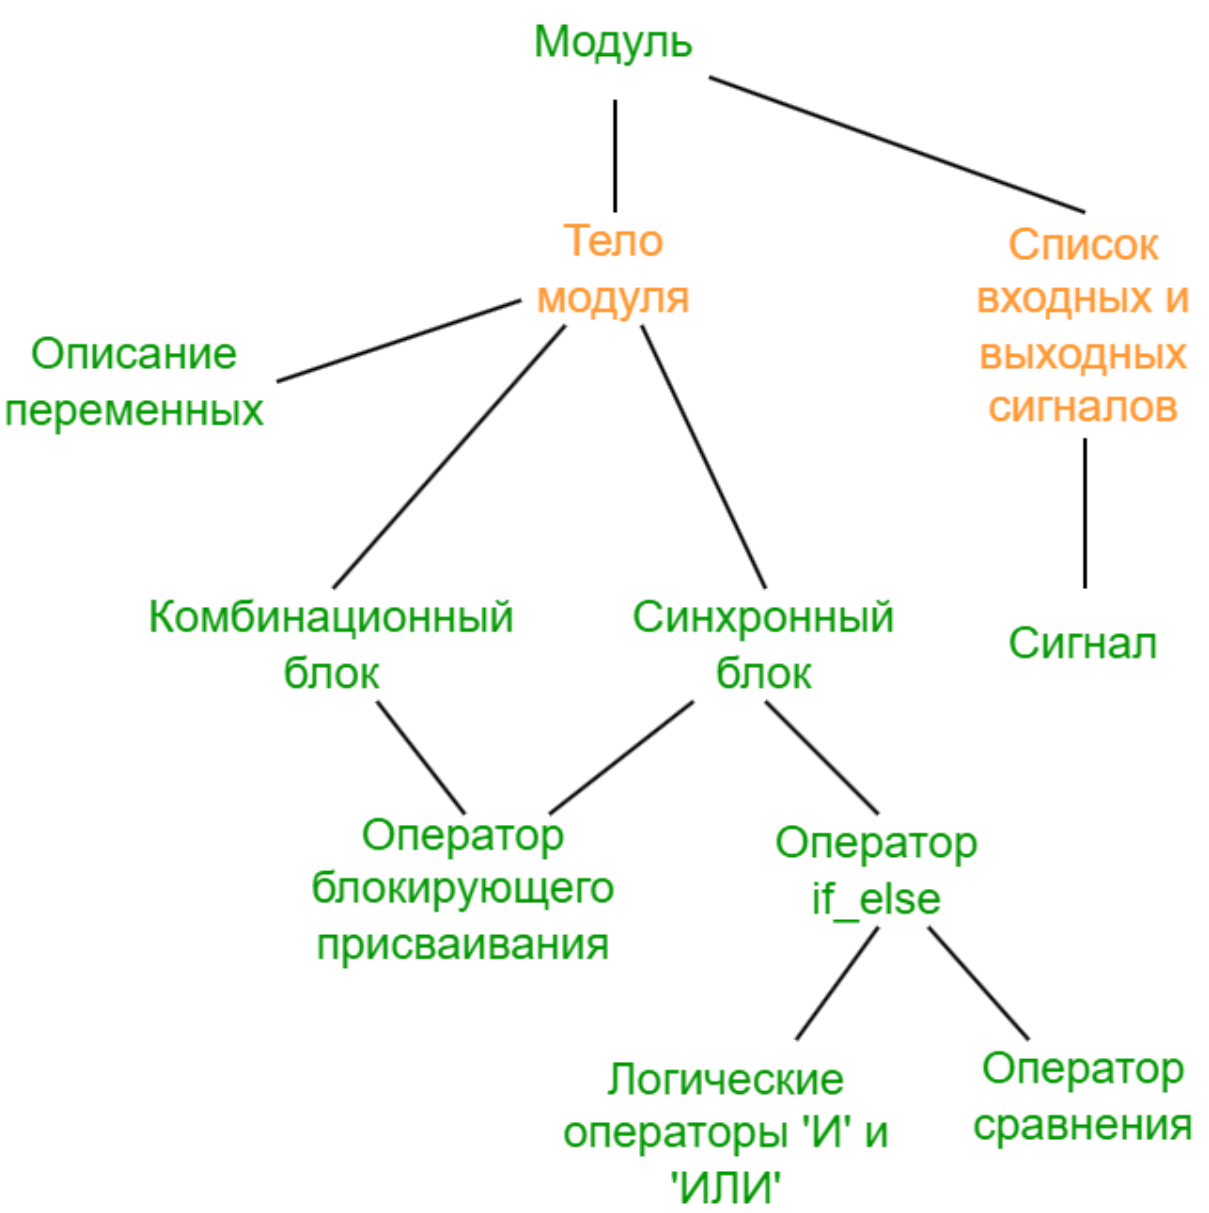 Модуль
Тело
модуля
Список
входных и
выходных
сигналов
Описание
переменных
Комбинационный
блок
Синхронный
блок
Сигнал
Оператор
блокирующего
присваивания
Оператор
if_else
Логические
операторы 'И' и
'ИЛИ'
Оператор
сравнения